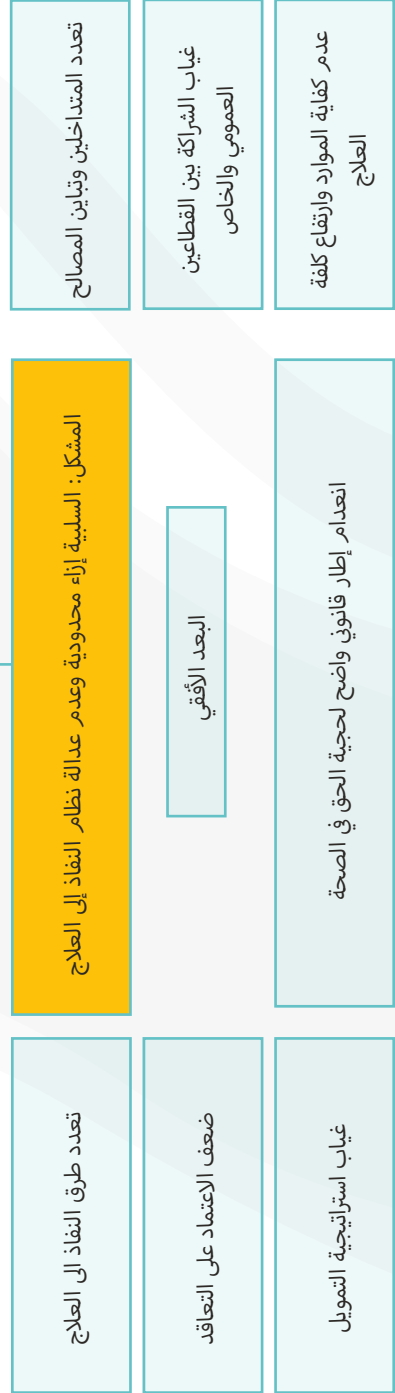 تعدد المتداخلين وتباين المصالح
المشكل: السلبية إزاء محدودية وعدم عدالة نظام النفاذ إلى العلاج
تعدد طرق النفاذ الى العلاج
غياب الشراكة بين القطاعين
العمومي والخاص
البعد الأفقي
ضعف الاعتماد على التعاقد
عدم كفاية الموارد وارتفاع كلفة
العلاج
انعدام إطار قانوني واضح لحجية الحق في الصحة
غياب استراتيجية التمويل